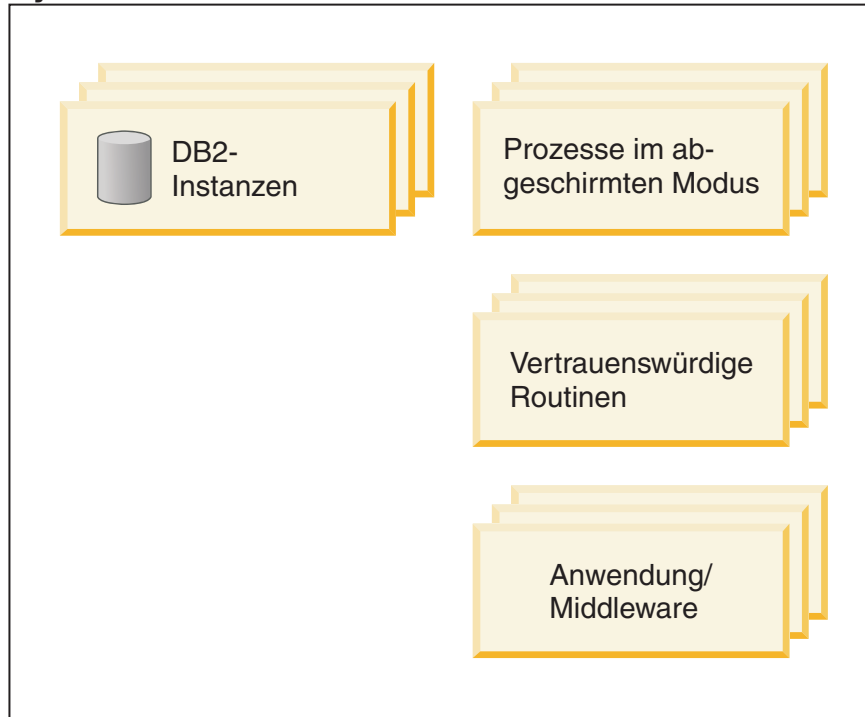 DB2-
Instanzen
Prozesse im ab-
geschirmten Modus
Vertrauenswürdige
Routinen
Anwendung/
Middleware